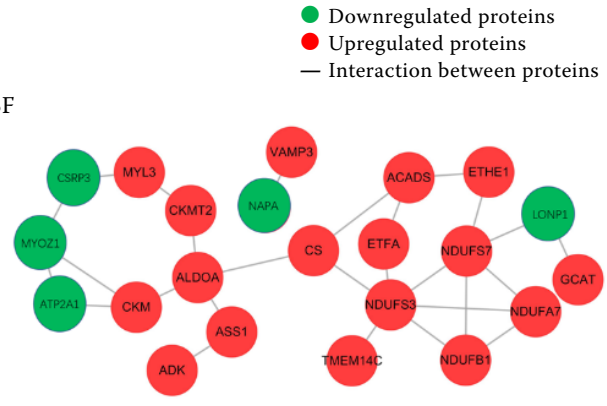 Downregulated proteins
Upregulated proteins
Interaction between proteins
F
VAMP3
CSRP3
MYL3
ACADS
ETHE1
CKMT2
NAPA
LONP1
MYOZ1
CS
ETFA
NDUFS7
ALDOA
GCAT
ATP2A1
CKM
NDUFS3
NDUFA7
ASS1
TMEM14C
NDUFB1
ADK